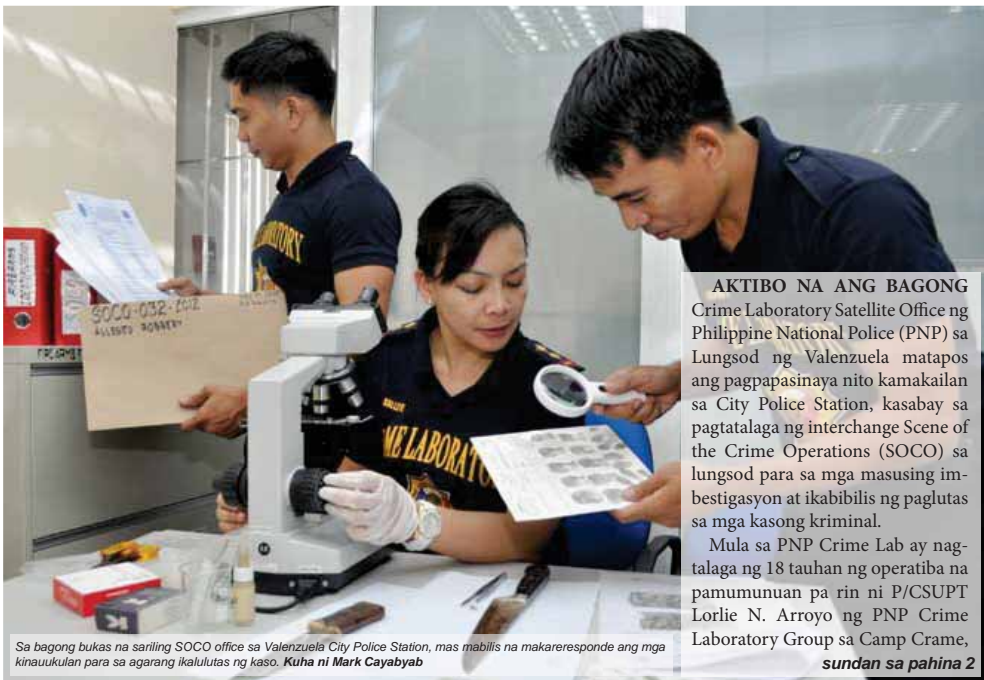 LABORATORY
SOCO-032-2012
ALLEGED ROBBERY
CRIME LABORATORY
AKTIBO NA ANG BAGONG
Crime Laboratory Satellite Office ng
Philippine National Police (PNP) sa
Lungsod ng Valenzuela matapos
ang pagpapasinaya nito kamakailan
sa City Police Station, kasabay sa
pagtatalaga ng interchange Scene of
the Crime Operations (SOCO) sa
lungsod para sa mga masusing im-
bestigasyon at ikabibilis ng paglutas
sa mga kasong kriminal.
Mula sa PNP Crime Lab ay nag-
talaga ng 18 tauhan ng operatiba na
pamumunuan pa rin ni P/CSUPT
Lorlie N. Arroyo ng PNP Crime
Laboratory Group sa Camp Crame,
sundan sa pahina 2
Sa bagong bukas na sariling SOCO office sa Valenzuela City Police Station, mas mabilis na makareresponde ang mga
kinauukulan para sa agarang ikalulutas ng kaso. Kuha ni Mark Cayabyab